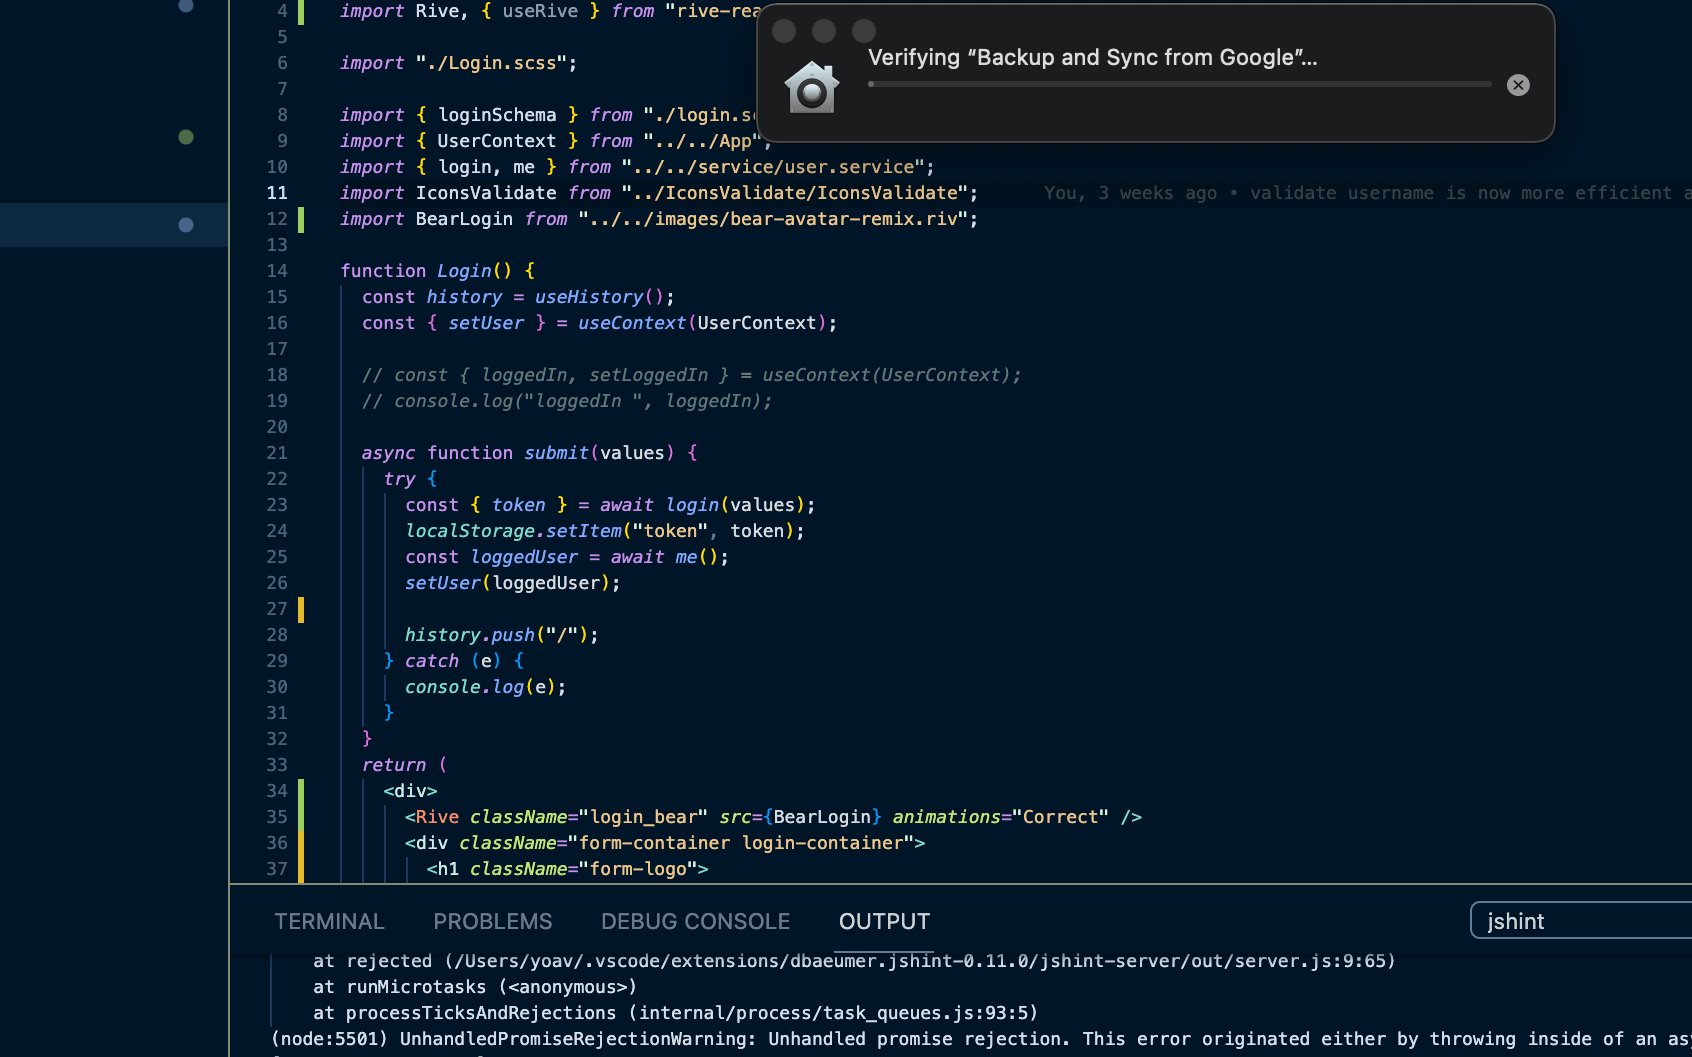 4 import Rive, { useRive } from "rive-rea
Verifying “Backup and Sync from Google”...
5
6 import "./Login.scss";
7
8 import { loginSchema } from "./login.s
9 import { UserContext } from "../../App";
10 import { login, me } from "../../service/user.service";
11 import IconsValidate from "../IconsValidate/IconsValidate"; You, 3 weeks ago • validate username is now more efficient a
12 import BearLogin from "../../images/bear-avatar-remix.riv";
13
14 function Login() {
15 const history = useHistory();
16 const { setUser } = useContext(UserContext);
17
18 // const { loggedIn, setLoggedIn } = useContext(UserContext);
19 // console.log("loggedIn ", loggedIn);
20
21 async function submit(values) {
22 try {
23 const { token } = await login(values);
24 localStorage.setItem("token", token);
25 const loggedUser = await me();
26 setUser(loggedUser);
27
28 history.push("/");
29 } catch (e) {
30 console.log(e);
31 }
32 }
33 return (
34 <div>
35 <Rive className="login_bear" src={BearLogin} animations="Correct" />
36 <div className="form-container login-container">
37 <h1 className="form-logo">
TERMINAL PROBLEMS DEBUG CONSOLE OUTPUT jshint
at rejected (/Users/yoav/.vscode/extensions/dbaeumer.jshint-0.11.0/jshint-server/out/server.js:9:65)
at runMicrotasks (<anonymous>)
at processTicksAndRejections (internal/process/task_queues.js:93:5)
(node:5501) UnhandledPromiseRejectionWarning: Unhandled promise rejection. This error originated either by throwing inside of an as